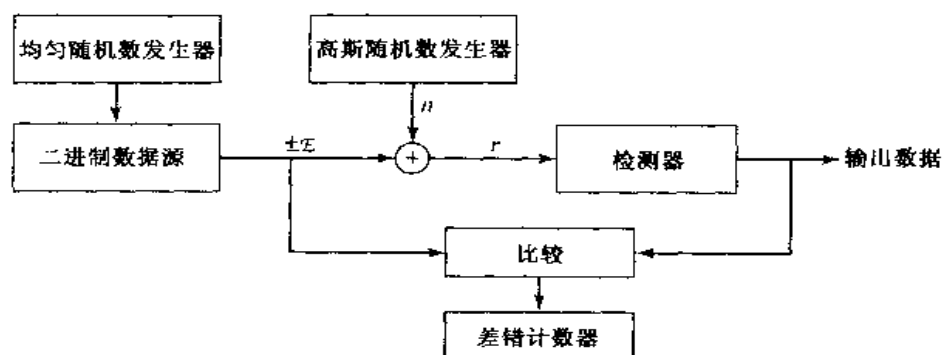 均匀随机数发生器
高斯随机数发生器
n
二进制数据源
±ℰ
+
r
检测器
输出数据
比较
差错计数器